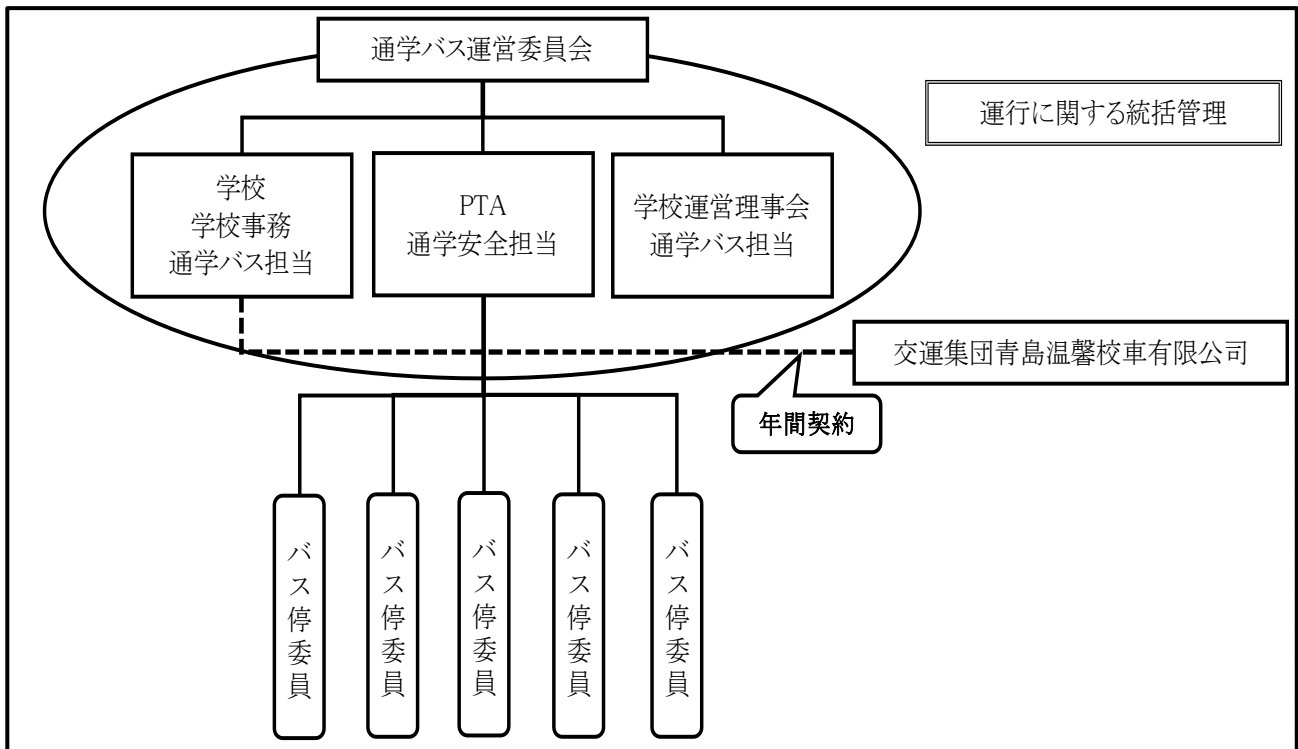 通学バス運営委員会
運行に関する統括管理
学校
学校事務
通学バス担当
PTA
通学安全担当
学校運営理事会
通学バス担当
交運集団青島温馨校車有限公司
年間契約
バス停委員
バス停委員
バス停委員
バス停委員
バス停委員